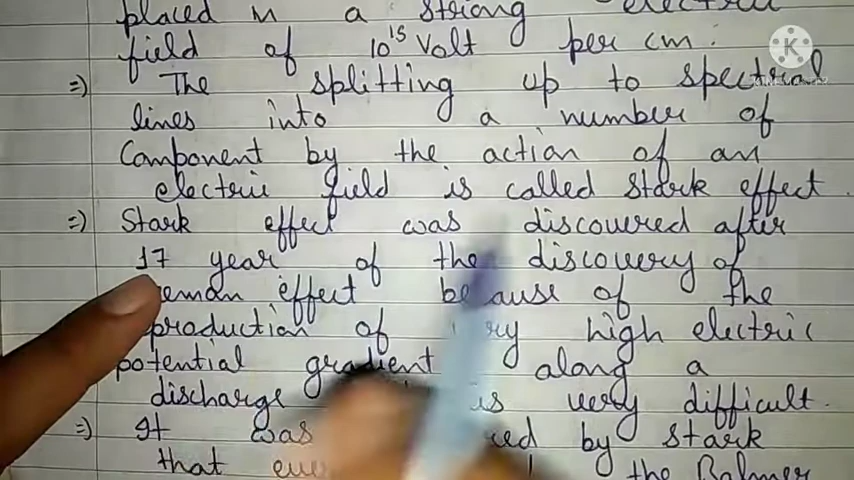 placed in a strong electric
field of 10¹⁵ Volt per cm.
=) The splitting up to spectral
lines into a number of
Component by the action of an
electric field is called Stark effect.
=) Stark effect was discovered after
17 year of the discovery of
eman effect because of the
production of very high electric
potential gradient along a
discharge is very difficult.
=) It was by Stark
that the Balmer
K